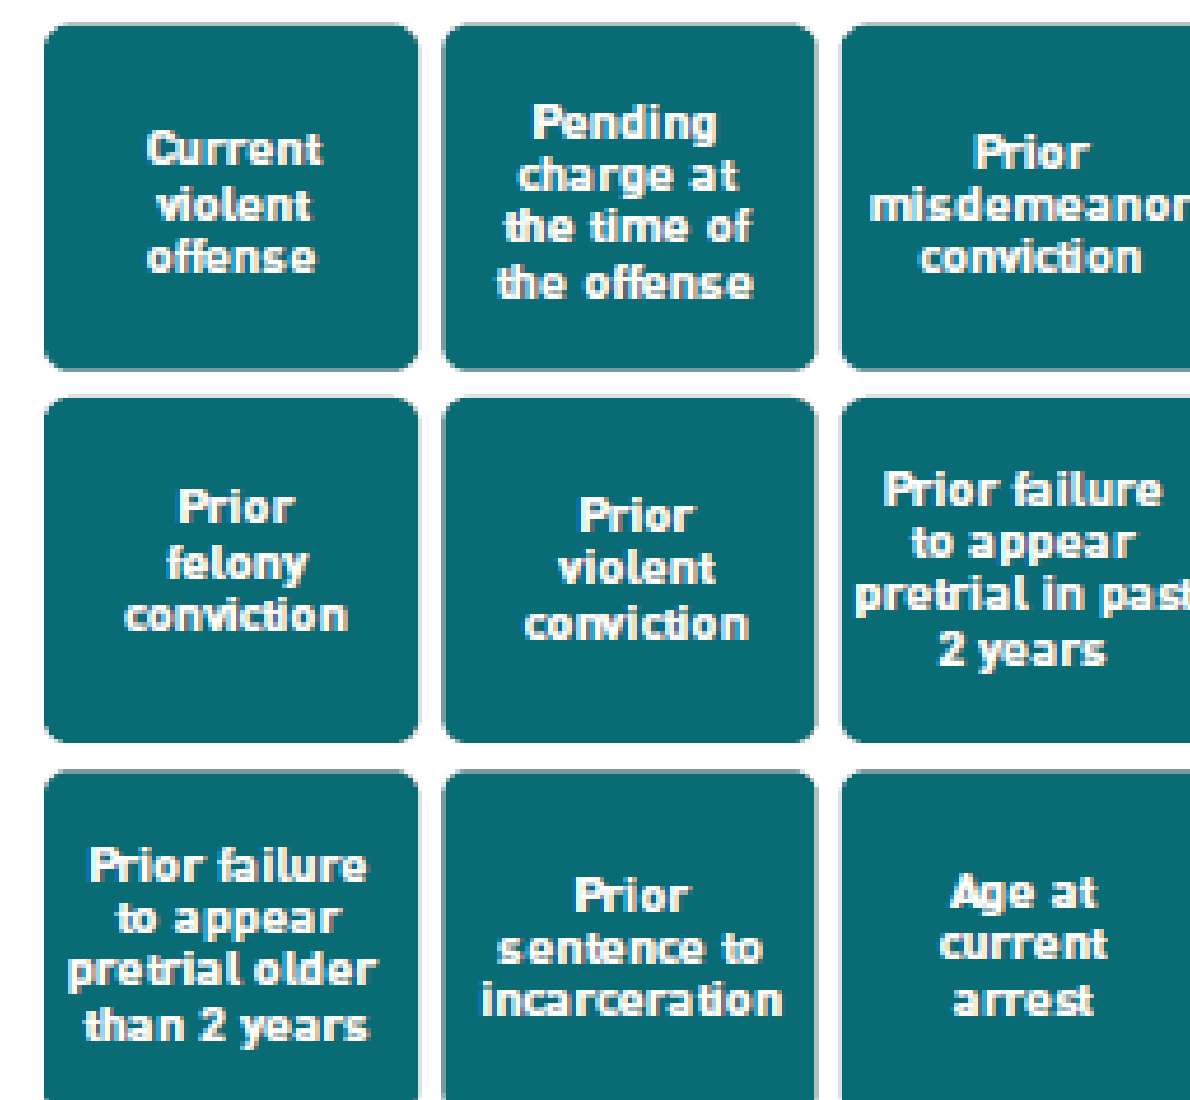 Current
violent
offense
Pending
charge at
the time of
the offense
Prior
misdemeanor
conviction
Prior
felony
conviction
Prior
violent
conviction
Prior failure
to appear
pretrial in past
2 years
Prior failure
to appear
pretrial older
than 2 years
Prior
sentence to
incarceration
Age at
current
arrest